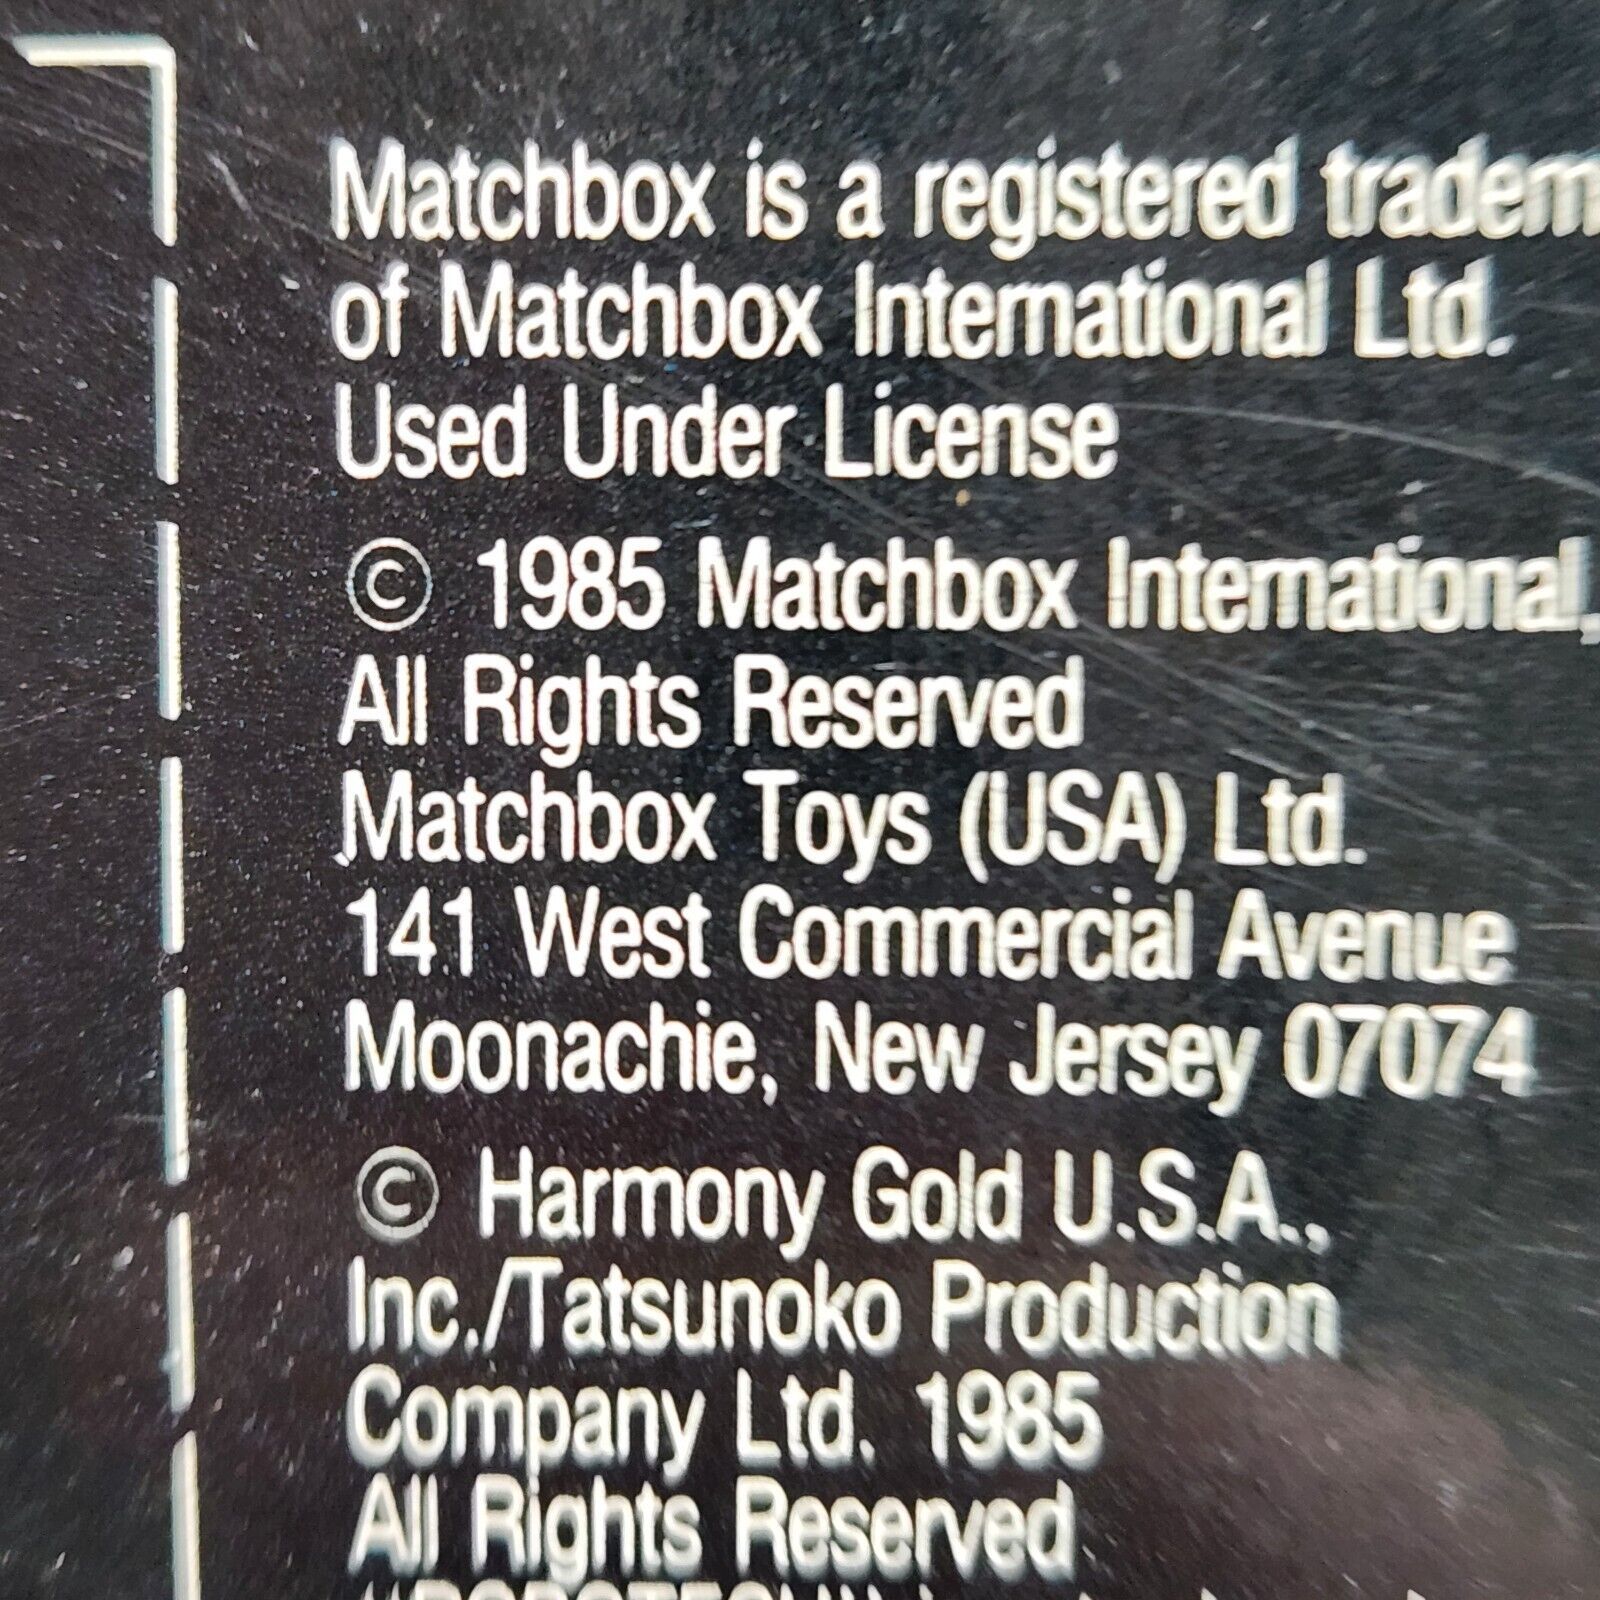 Matchbox is a registered tradem
of Matchbox International Ltd.
Used Under License
© 1985 Matchbox International,
All Rights Reserved
Matchbox Toys (USA) Ltd.
141 West Commercial Avenue
Moonachie, New Jersey 07074
© Harmony Gold U.S.A.,
Inc./Tatsunoko Production
Company Ltd. 1985
All Rights Reserved